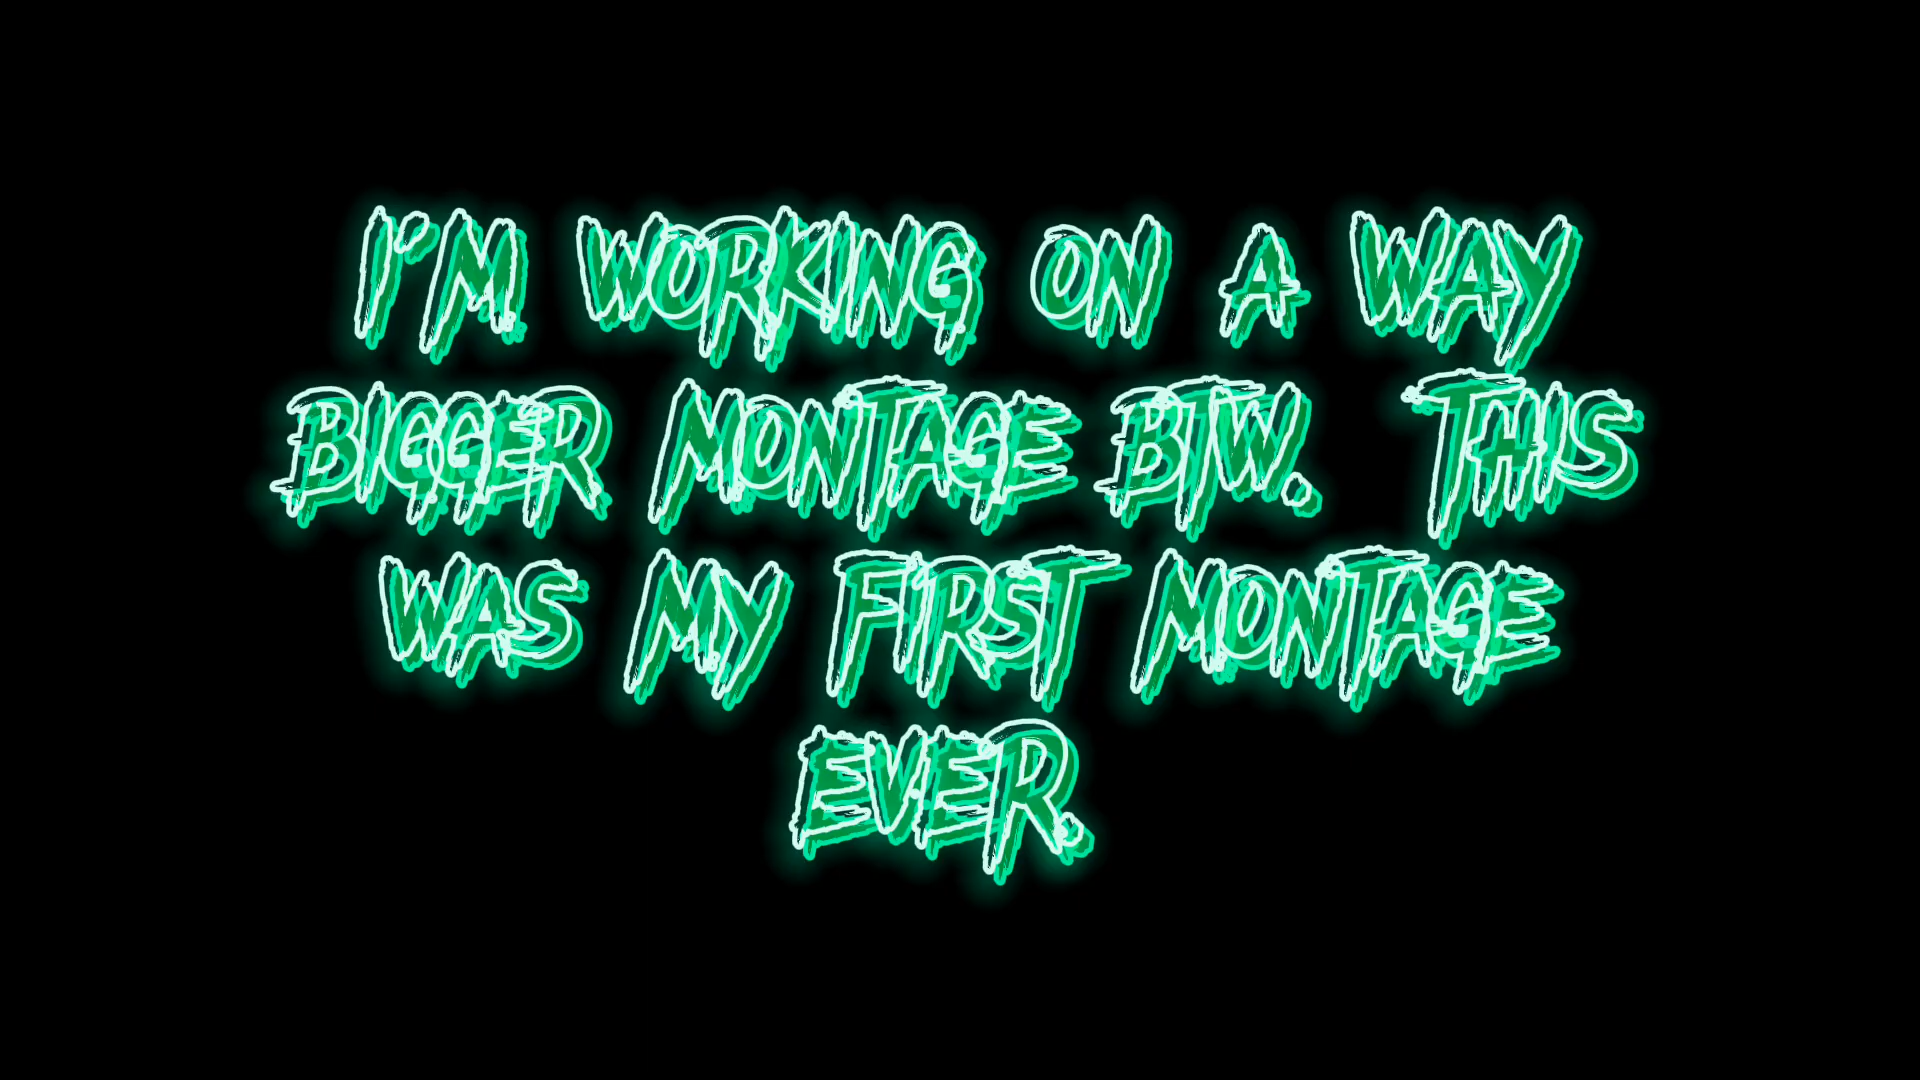 I'M WORKING ON A WAY
BIGGER MONTAGE BTW. THIS
WAS MY FIRST MONTAGE
EVER.